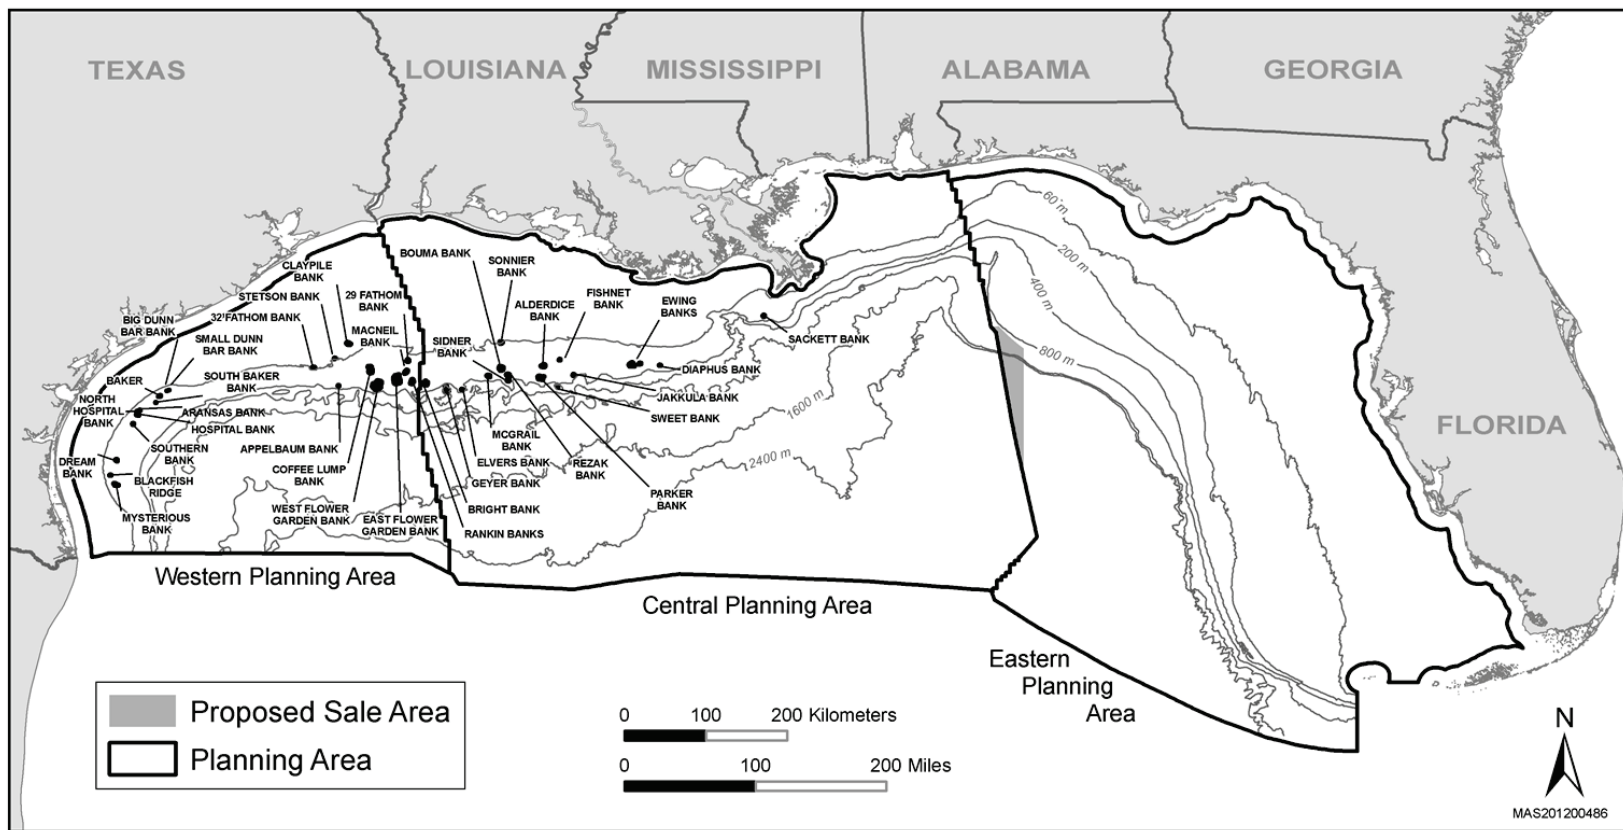 TEXAS
LOUISIANA
MISSISSIPPI
ALABAMA
GEORGIA
FLORIDA
60 m
200 m
400 m
800 m
1600 m
2400 m
BOUMA BANK
SONNIER
BANK
CLAYPILE
BANK
STETSON BANK
29 FATHOM
BANK
ALDERDICE
BANK
FISHNET
BANK
EWING
BANKS
32'FATHOM BANK
BIG DUNN
BAR BANK
MACNEIL
BANK
SIDNER
BANK
SACKETT BANK
SMALL DUNN
BAR BANK
DIAPHUS BANK
BAKER
SOUTH BAKER
BANK
JAKKULA BANK
NORTH
HOSPITAL
BANK
ARANSAS BANK
SWEET BANK
HOSPITAL BANK
MCGRAIL
BANK
SOUTHERN
BANK
APPELBAUM BANK
ELVERS BANK
REZAK
BANK
DREAM
BANK
COFFEE LUMP
BANK
GEYER BANK
BLACKFISH
RIDGE
PARKER
BANK
WEST FLOWER
GARDEN BANK
BRIGHT BANK
MYSTERIOUS
BANK
EAST FLOWER
GARDEN BANK
RANKIN BANKS
Western Planning Area
Central Planning Area
Eastern
Planning
Area
Proposed Sale Area
Planning Area
0 100 200 Kilometers
0 100 200 Miles
N
MAS201200486